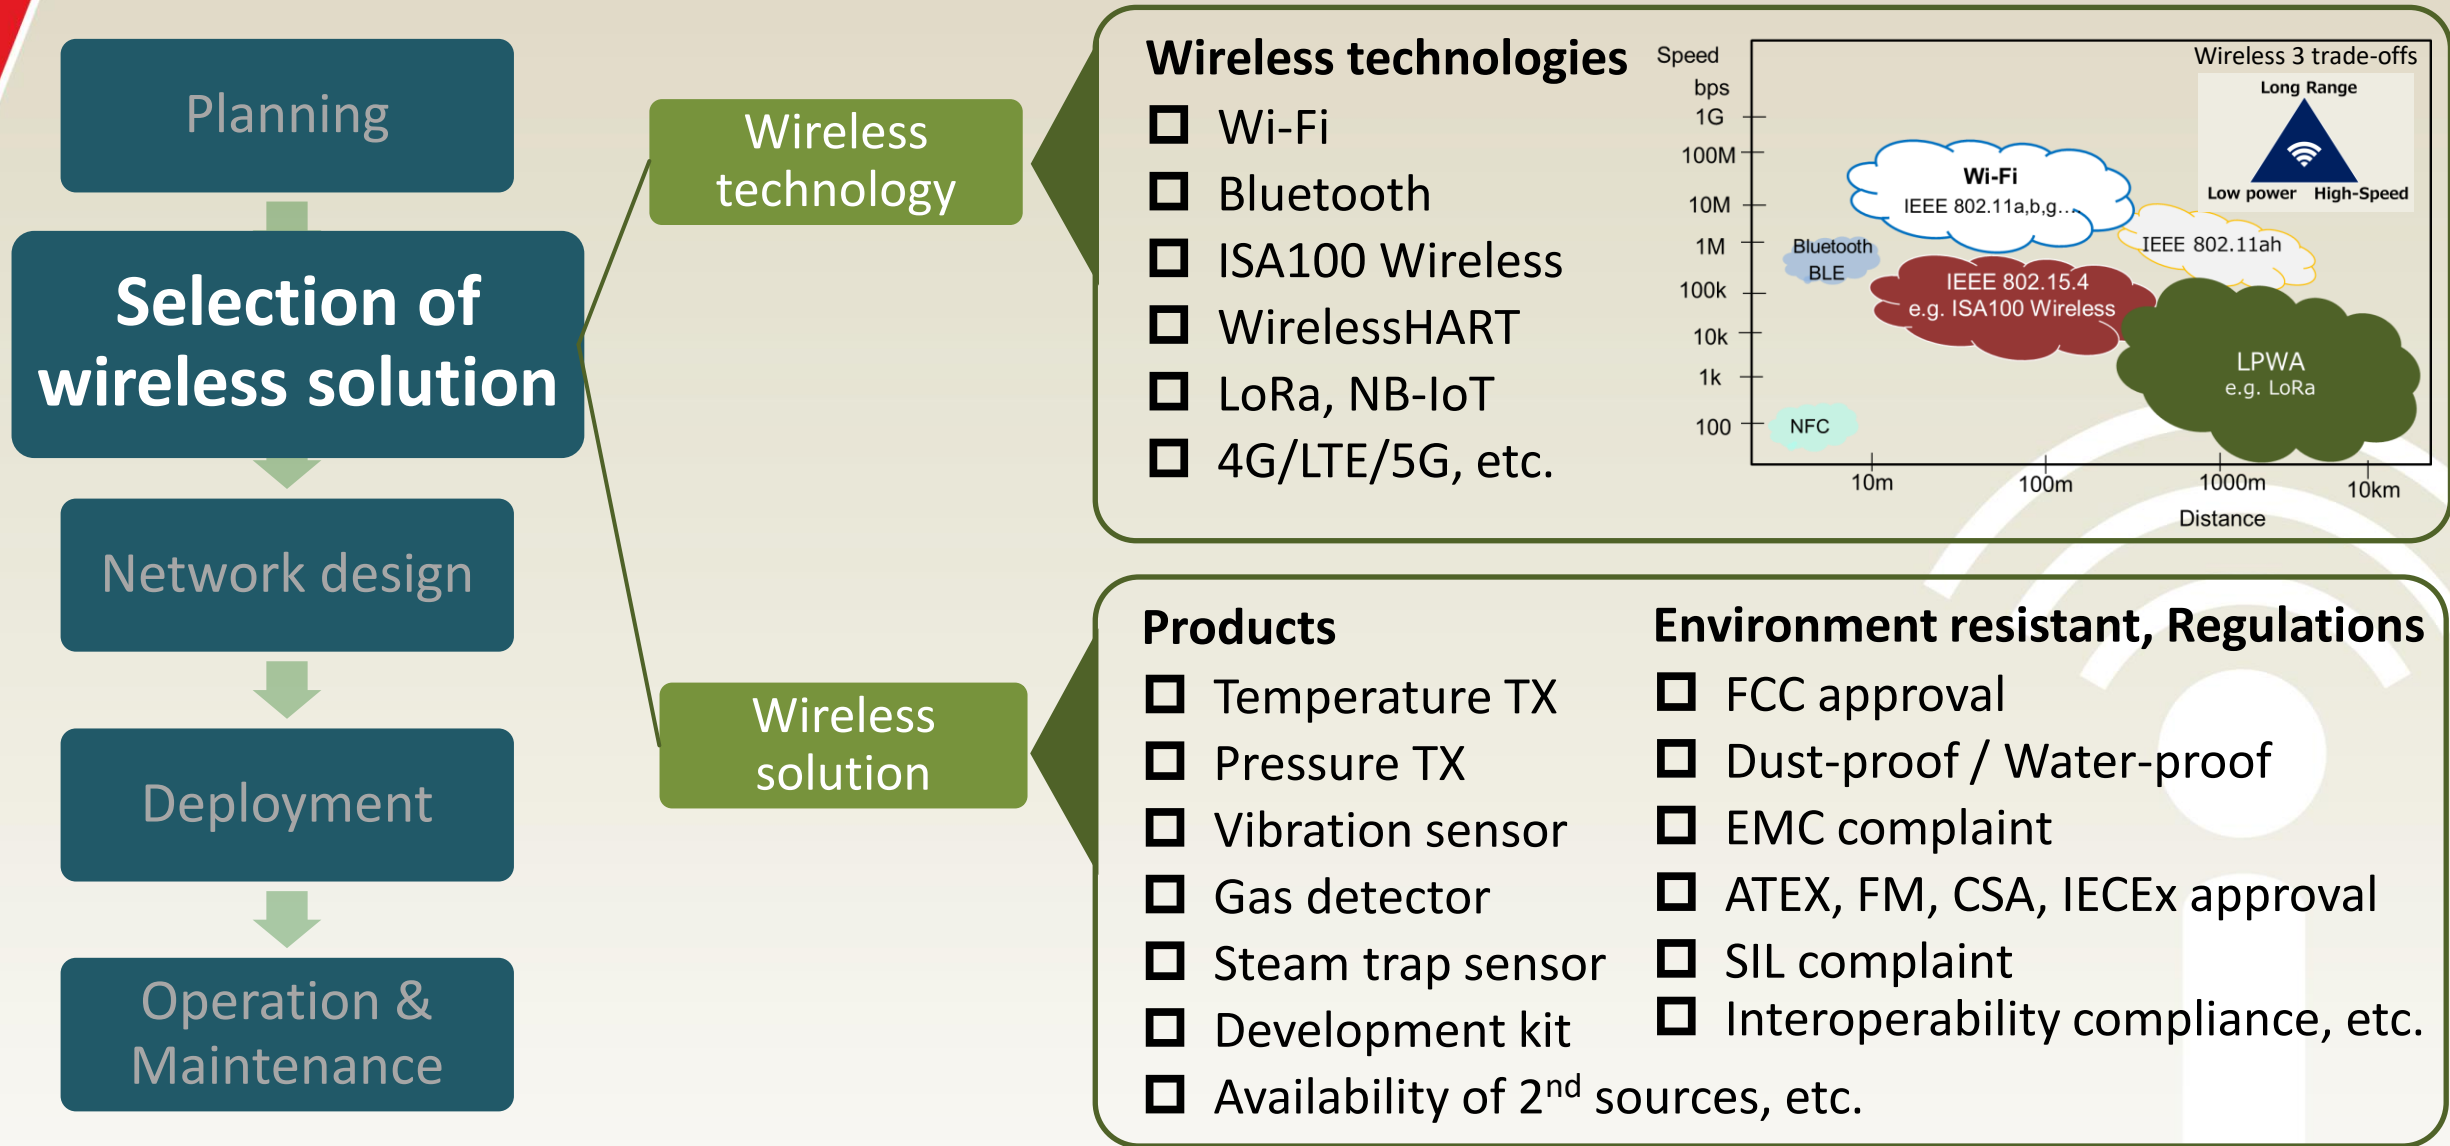 Planning
Selection of
wireless solution
Network design
Deployment
Operation &
Maintenance
Wireless
technology
Wireless
solution
Wireless technologies
Wi-Fi
Bluetooth
ISA100 Wireless
WirelessHART
LoRa, NB-IoT
4G/LTE/5G, etc.
Speed
bps
1G
100M
10M
1M
100k
10k
1k
100
Wireless 3 trade-offs
Long Range
Low power High-Speed
Wi-Fi
IEEE 802.11a,b,g...
IEEE 802.11ah
Bluetooth
BLE
IEEE 802.15.4
e.g. ISA100 Wireless
LPWA
e.g. LoRa
NFC
10m 100m 1000m 10km
Distance
Products
Temperature TX
Pressure TX
Vibration sensor
Gas detector
Steam trap sensor
Development kit
Availability of 2nd sources, etc.
Environment resistant, Regulations
FCC approval
Dust-proof / Water-proof
EMC complaint
ATEX, FM, CSA, IECEx approval
SIL complaint
Interoperability compliance, etc.